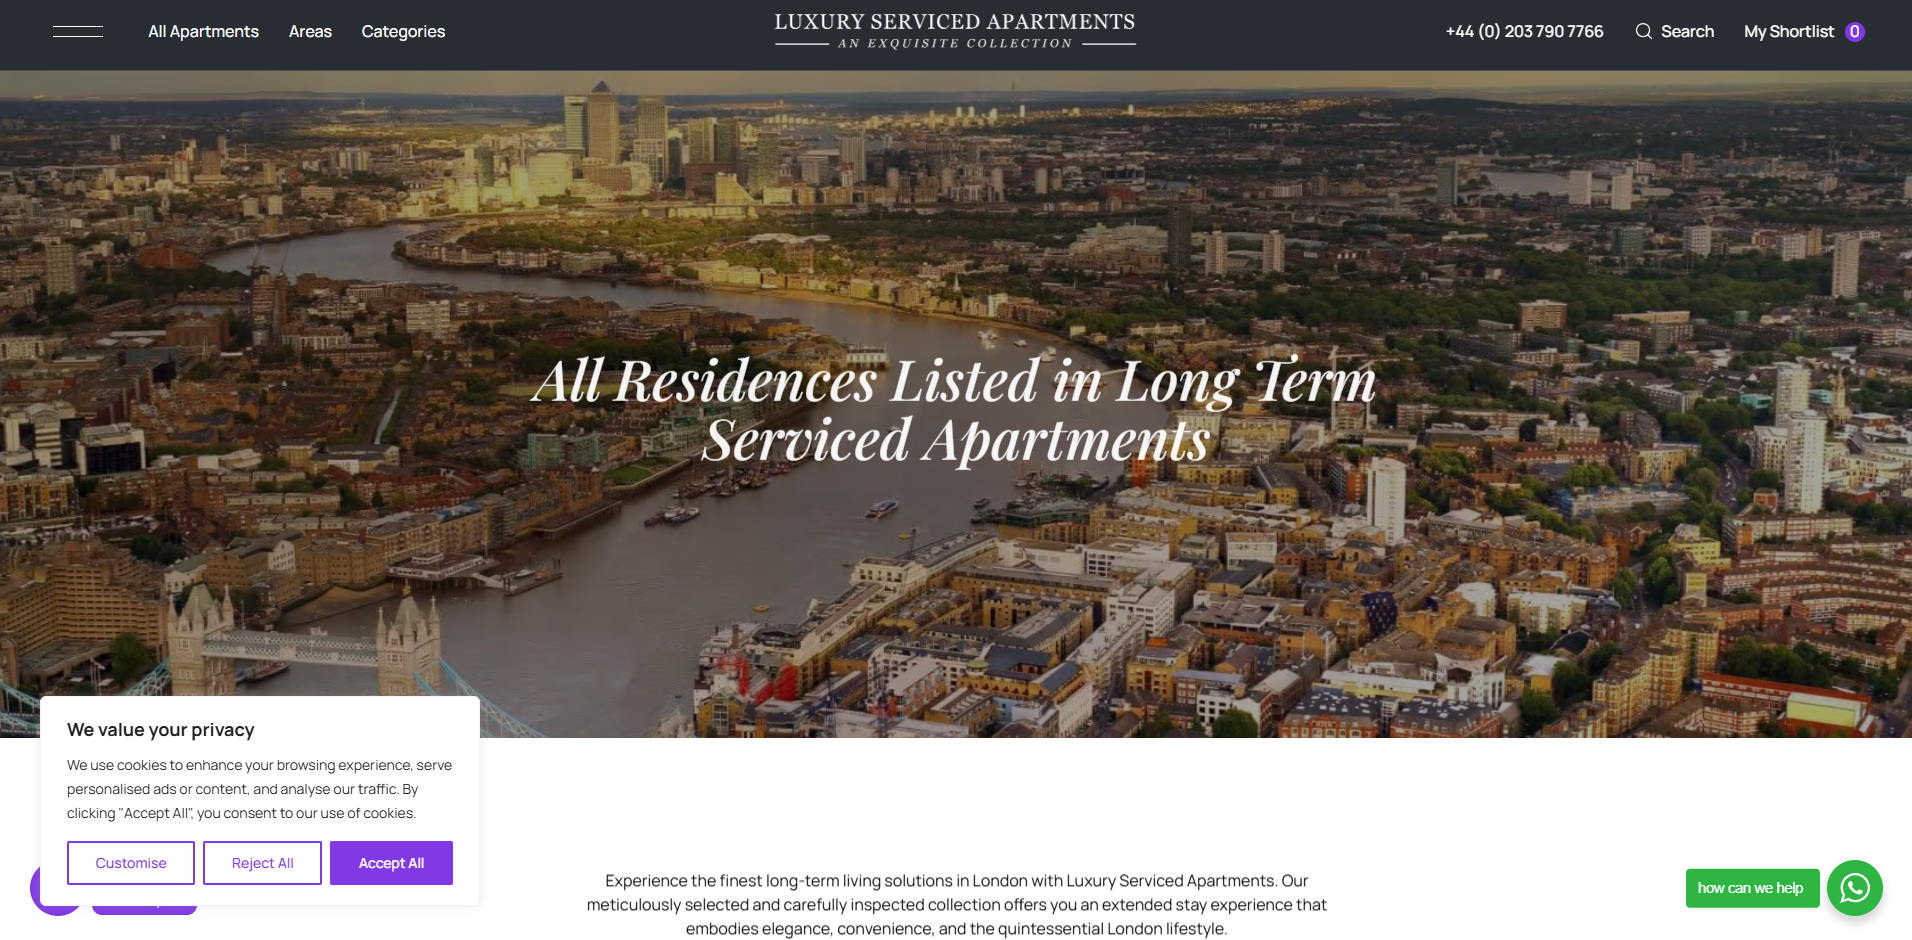 All Apartments
Areas
Categories
LUXURY SERVICED APARTMENTS
AN EXQUISITE COLLECTION
+44 (0) 203 790 7766
Search
My Shortlist 0
All Residences Listed in Long Term
Serviced Apartments
We value your privacy
We use cookies to enhance your browsing experience, serve
personalised ads or content, and analyse our traffic. By
clicking "Accept All", you consent to our use of cookies.
Customise
Reject All
Accept All
Experience the finest long-term living solutions in London with Luxury Serviced Apartments. Our
meticulously selected and carefully inspected collection offers you an extended stay experience that
embodies elegance, convenience, and the quintessential London lifestyle.
how can we help